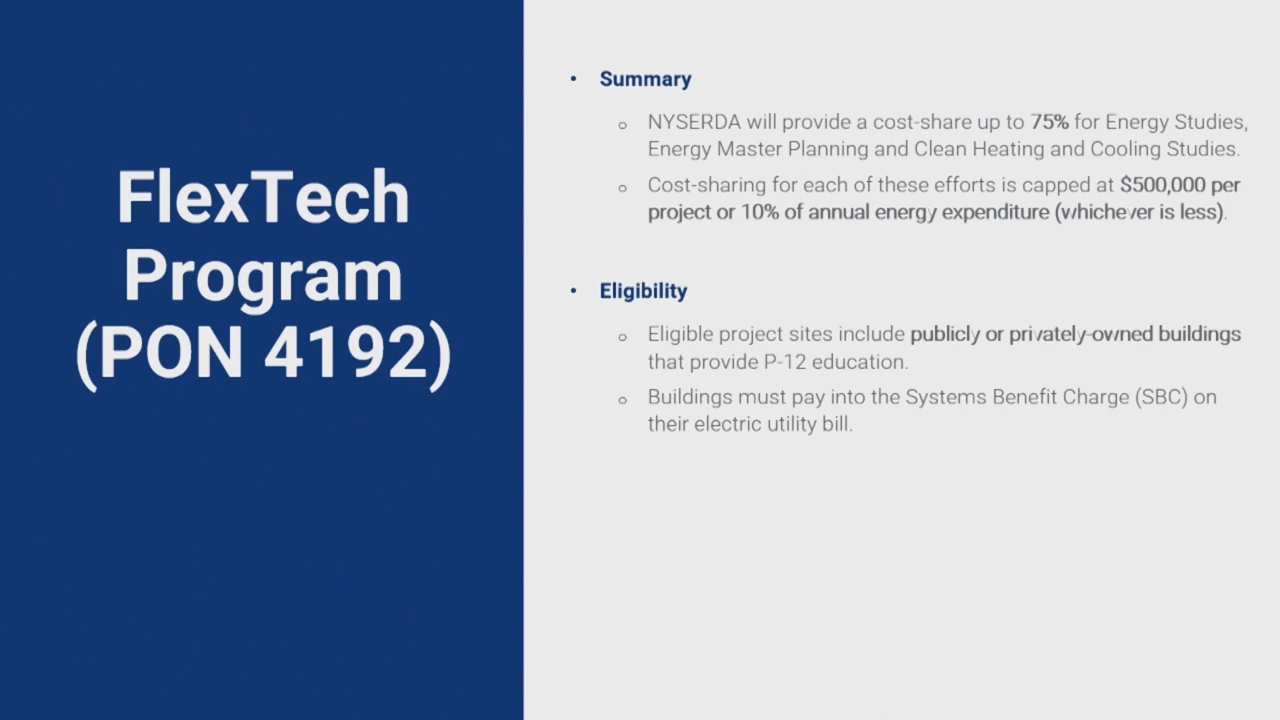 FlexTech
Program
(PON 4192)
• Summary
o NYSERDA will provide a cost-share up to 75% for Energy Studies,
Energy Master Planning and Clean Heating and Cooling Studies.
o Cost-sharing for each of these efforts is capped at $500,000 per
project or 10% of annual energy expenditure (whichever is less).
• Eligibility
o Eligible project sites include publicly or privately-owned buildings
that provide P-12 education.
o Buildings must pay into the Systems Benefit Charge (SBC) on
their electric utility bill.